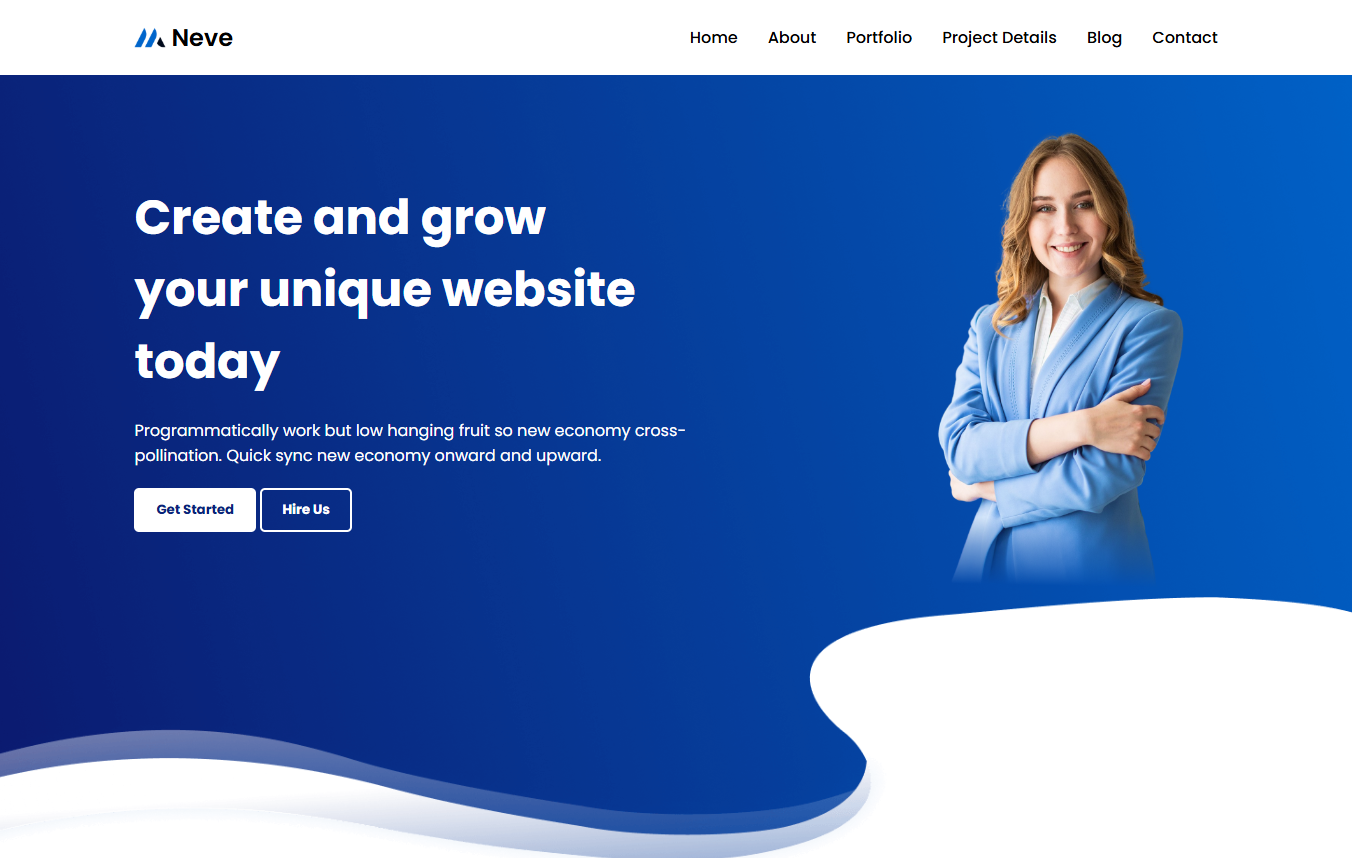 Neve
Home About Portfolio Project Details Blog Contact
Create and grow
your unique website
today
Programmatically work but low hanging fruit so new economy cross-
pollination. Quick sync new economy onward and upward.
Get Started Hire Us